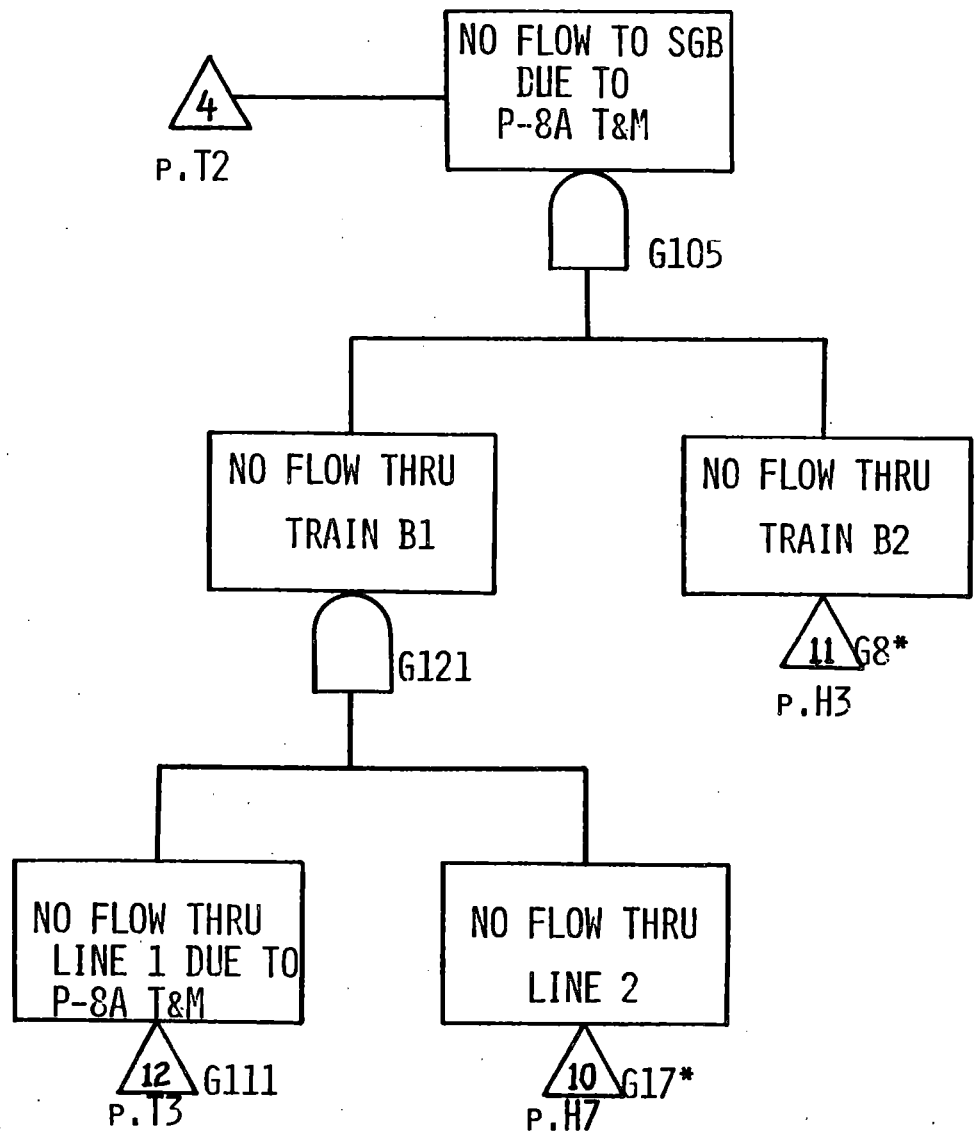 NO FLOW TO SGB
DUE TO
P-8A T&M
4
P.T2
G105
NO FLOW THRU
TRAIN B1
NO FLOW THRU
TRAIN B2
G121
11 G8*
P.H3
NO FLOW THRU
LINE 1 DUE TO
P-8A T&M
NO FLOW THRU
LINE 2
12 G111
P.T3
10 G17*
P.H7